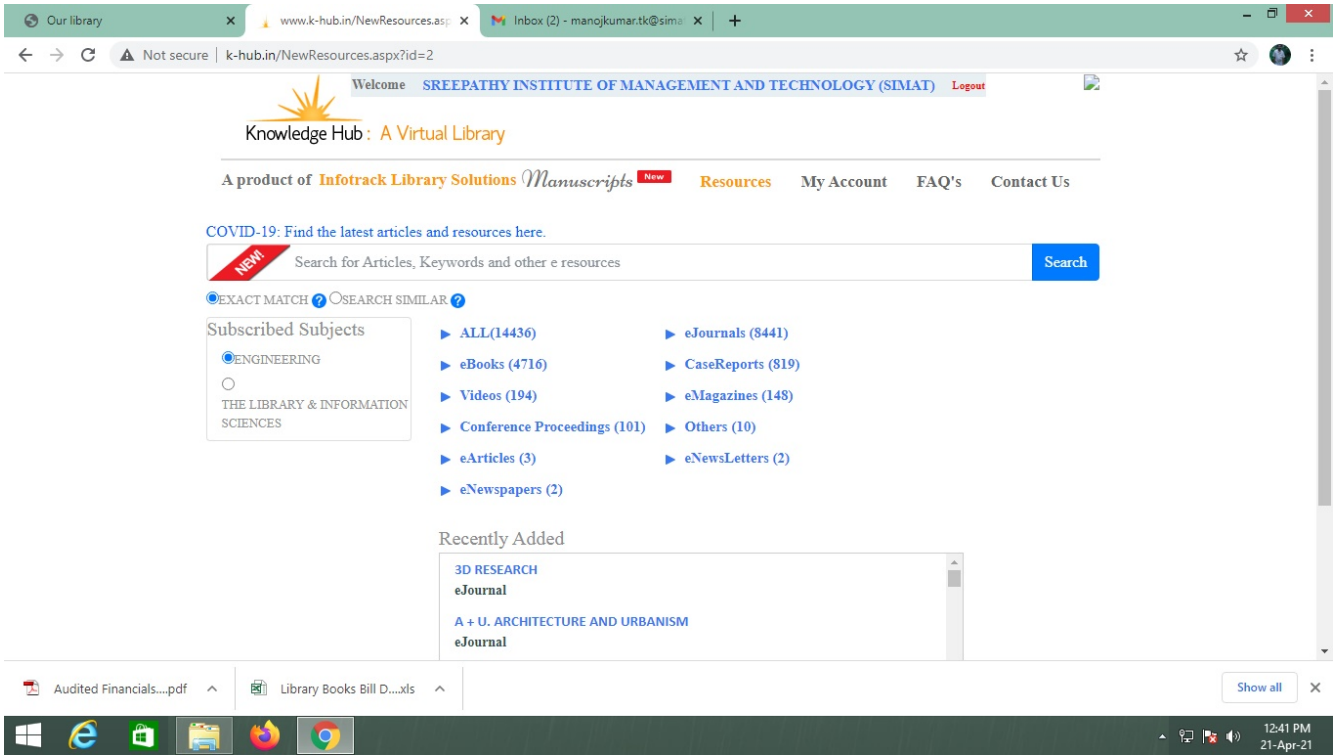 Our library
www.k-hub.in/NewResources.asp
Inbox (2) - manojkumar.tk@sima
Not secure | k-hub.in/NewResources.aspx?id=2
Welcome SREEPATHY INSTITUTE OF MANAGEMENT AND TECHNOLOGY (SIMAT) Logout
Knowledge Hub : A Virtual Library
A product of Infotrack Library Solutions Manuscripts New Resources My Account FAQ's Contact Us
COVID-19: Find the latest articles and resources here.
NEW! Search for Articles, Keywords and other e resources Search
EXACT MATCH ? SEARCH SIMILAR ?
Subscribed Subjects
ENGINEERING
THE LIBRARY & INFORMATION
SCIENCES
ALL(14436) eJournals (8441)
eBooks (4716) CaseReports (819)
Videos (194) eMagazines (148)
Conference Proceedings (101) Others (10)
eArticles (3) eNewsLetters (2)
eNewspapers (2)
Recently Added
3D RESEARCH
eJournal
A + U. ARCHITECTURE AND URBANISM
eJournal
Audited Financials....pdf Library Books Bill D....xls Show all
12:41 PM
21-Apr-21